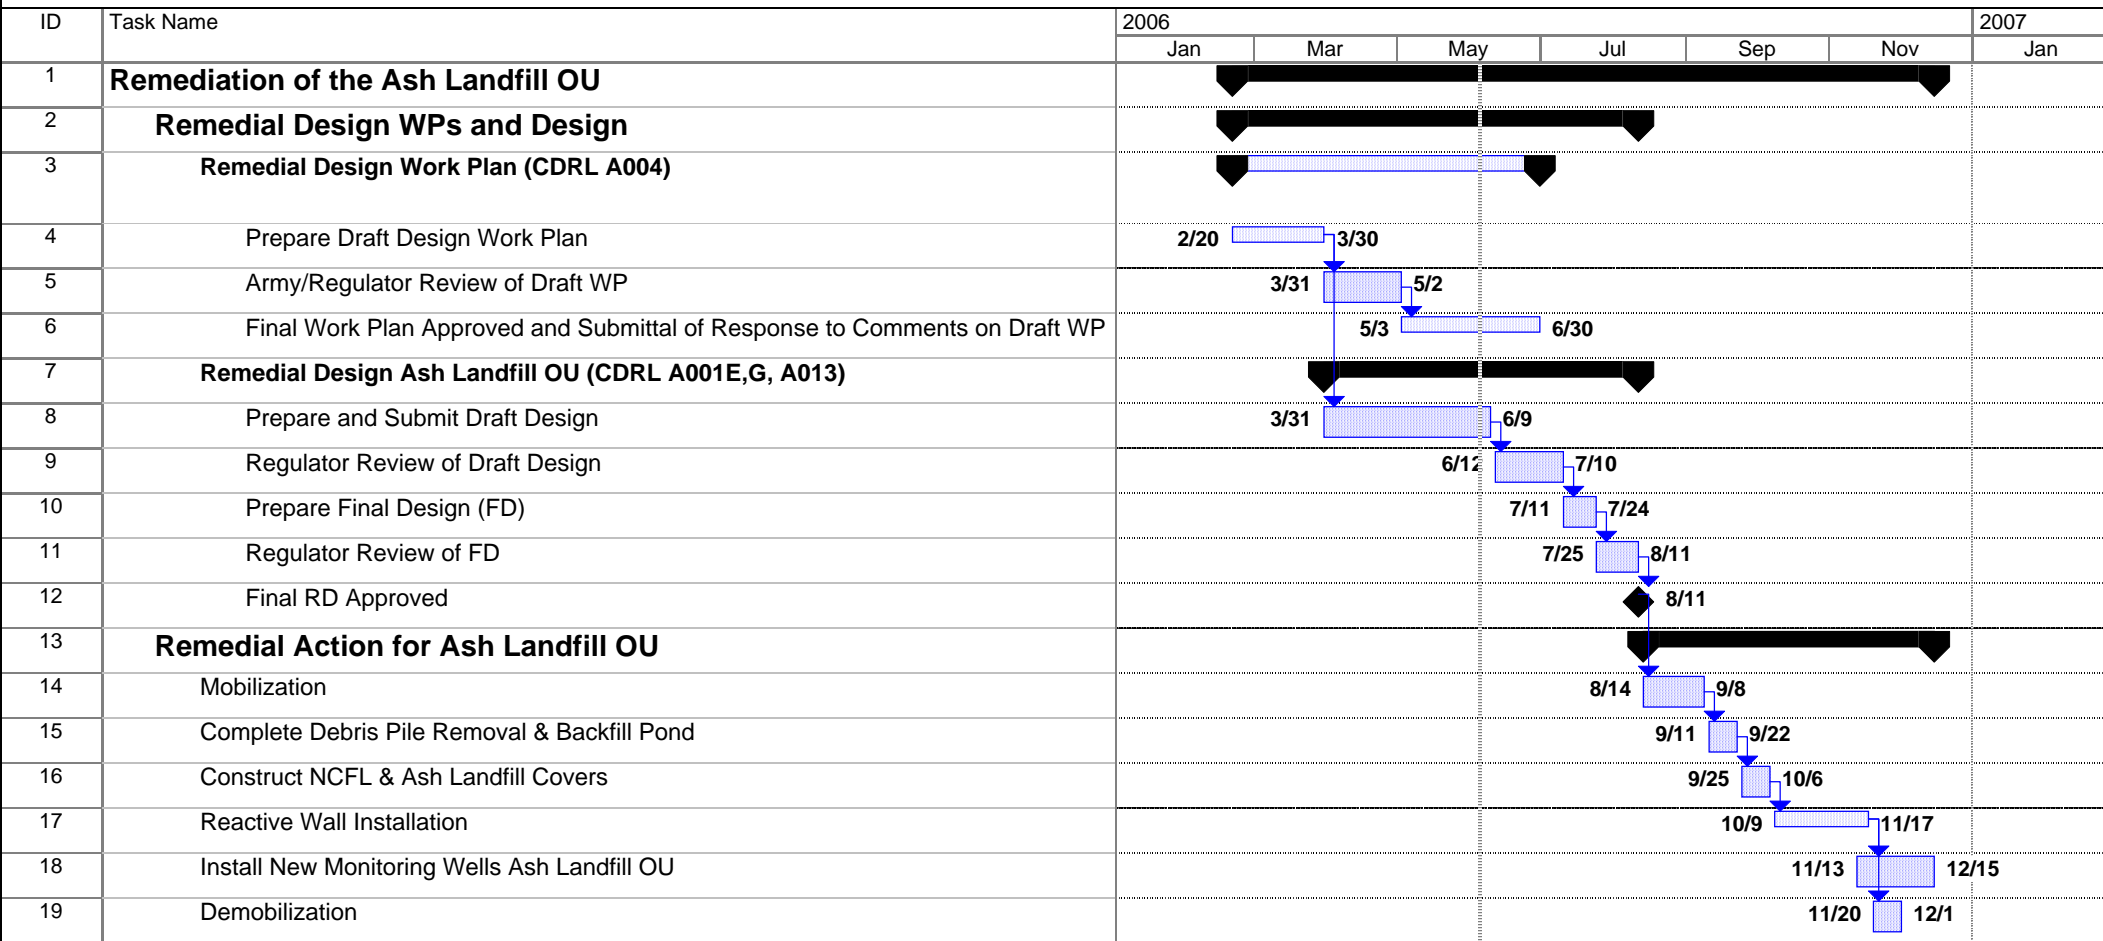 ID Task Name 2006 2007
Jan Mar May Jul Sep Nov Jan
1 Remediation of the Ash Landfill OU
2 Remedial Design WPs and Design
3 Remedial Design Work Plan (CDRL A004)
4 Prepare Draft Design Work Plan 2/20 3/30
5 Army/Regulator Review of Draft WP 3/31 5/2
6 Final Work Plan Approved and Submittal of Response to Comments on Draft WP 5/3 6/30
7 Remedial Design Ash Landfill OU (CDRL A001E,G, A013)
8 Prepare and Submit Draft Design 3/31 6/9
9 Regulator Review of Draft Design 6/12 7/10
10 Prepare Final Design (FD) 7/11 7/24
11 Regulator Review of FD 7/25 8/11
12 Final RD Approved 8/11
13 Remedial Action for Ash Landfill OU
14 Mobilization 8/14 9/8
15 Complete Debris Pile Removal & Backfill Pond 9/11 9/22
16 Construct NCFL & Ash Landfill Covers 9/25 10/6
17 Reactive Wall Installation 10/9 11/17
18 Install New Monitoring Wells Ash Landfill OU 11/13 12/15
19 Demobilization 11/20 12/1